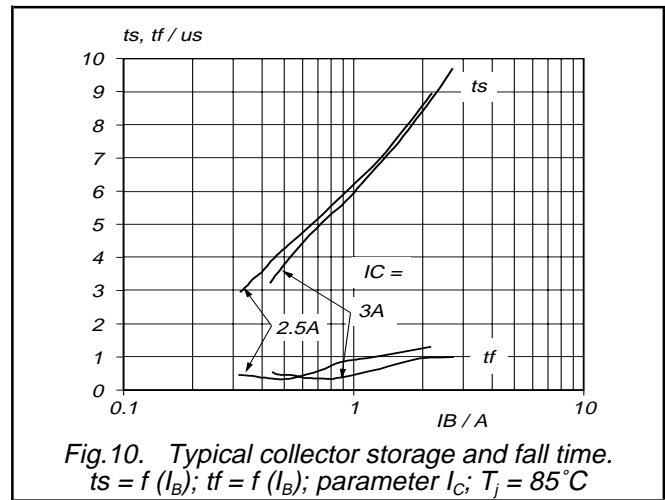 ts, tf / us
10
9
8
7
6
5
4
3
2
1
0
ts
IC =
3A
2.5A
tf
0.1
1
10
IB / A
Fig.10. Typical collector storage and fall time.
ts = f (IB); tf = f (IB); parameter IC; Tj = 85˚C